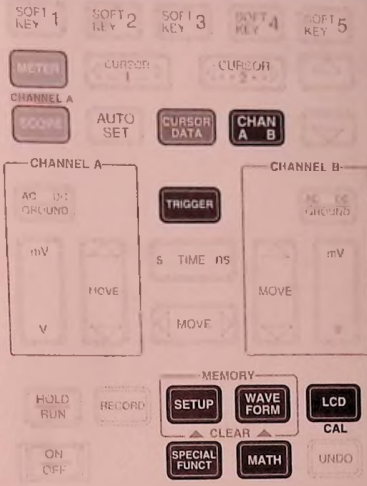 SOFT KEY 1 SOFT KEY 2 SOFT KEY 3 SOFT KEY 4 SOFT KEY 5
METER CURSOR 1 CURSOR 2
CHANNEL A
SCOPE AUTO SET CURSOR DATA CHAN A B
CHANNEL A CHANNEL B
AC DC GROUND TRIGGER AC DC GROUND
mV S TIME ns mV
MOVE MOVE
V MOVE
MEMORY
HOLD RUN RECORD SETUP WAVE FORM LCD
CLEAR CAL
ON OFF SPECIAL FUNCT MATH UNDO